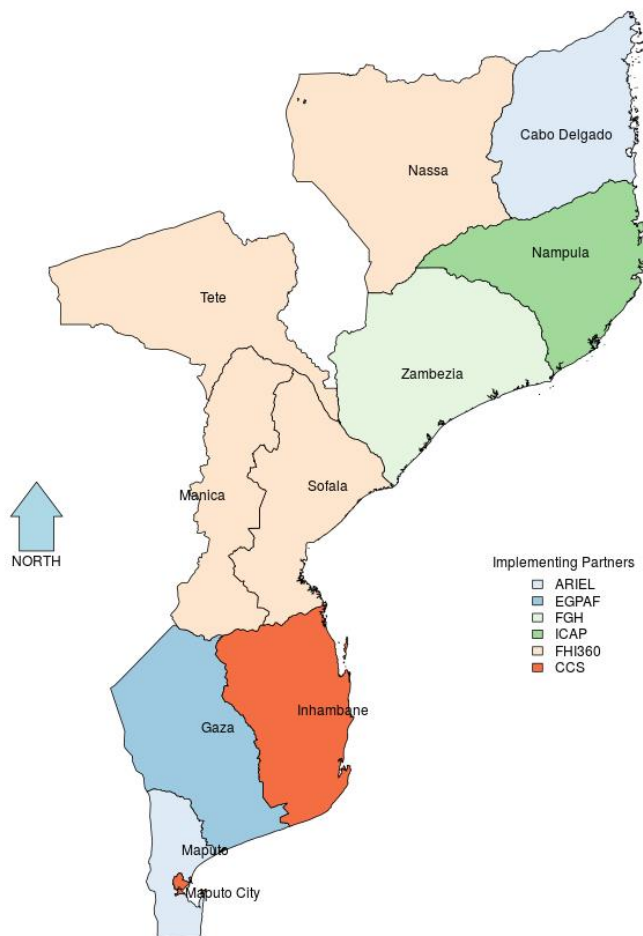 Cabo Delgado
Nassa
Nampula
Tete
Zambezia
Manica
Sofala
NORTH
Implementing Partners
ARIEL
EGPAF
FGH
ICAP
FHI360
CCS
Inhambane
Gaza
Maputo
Maputo City